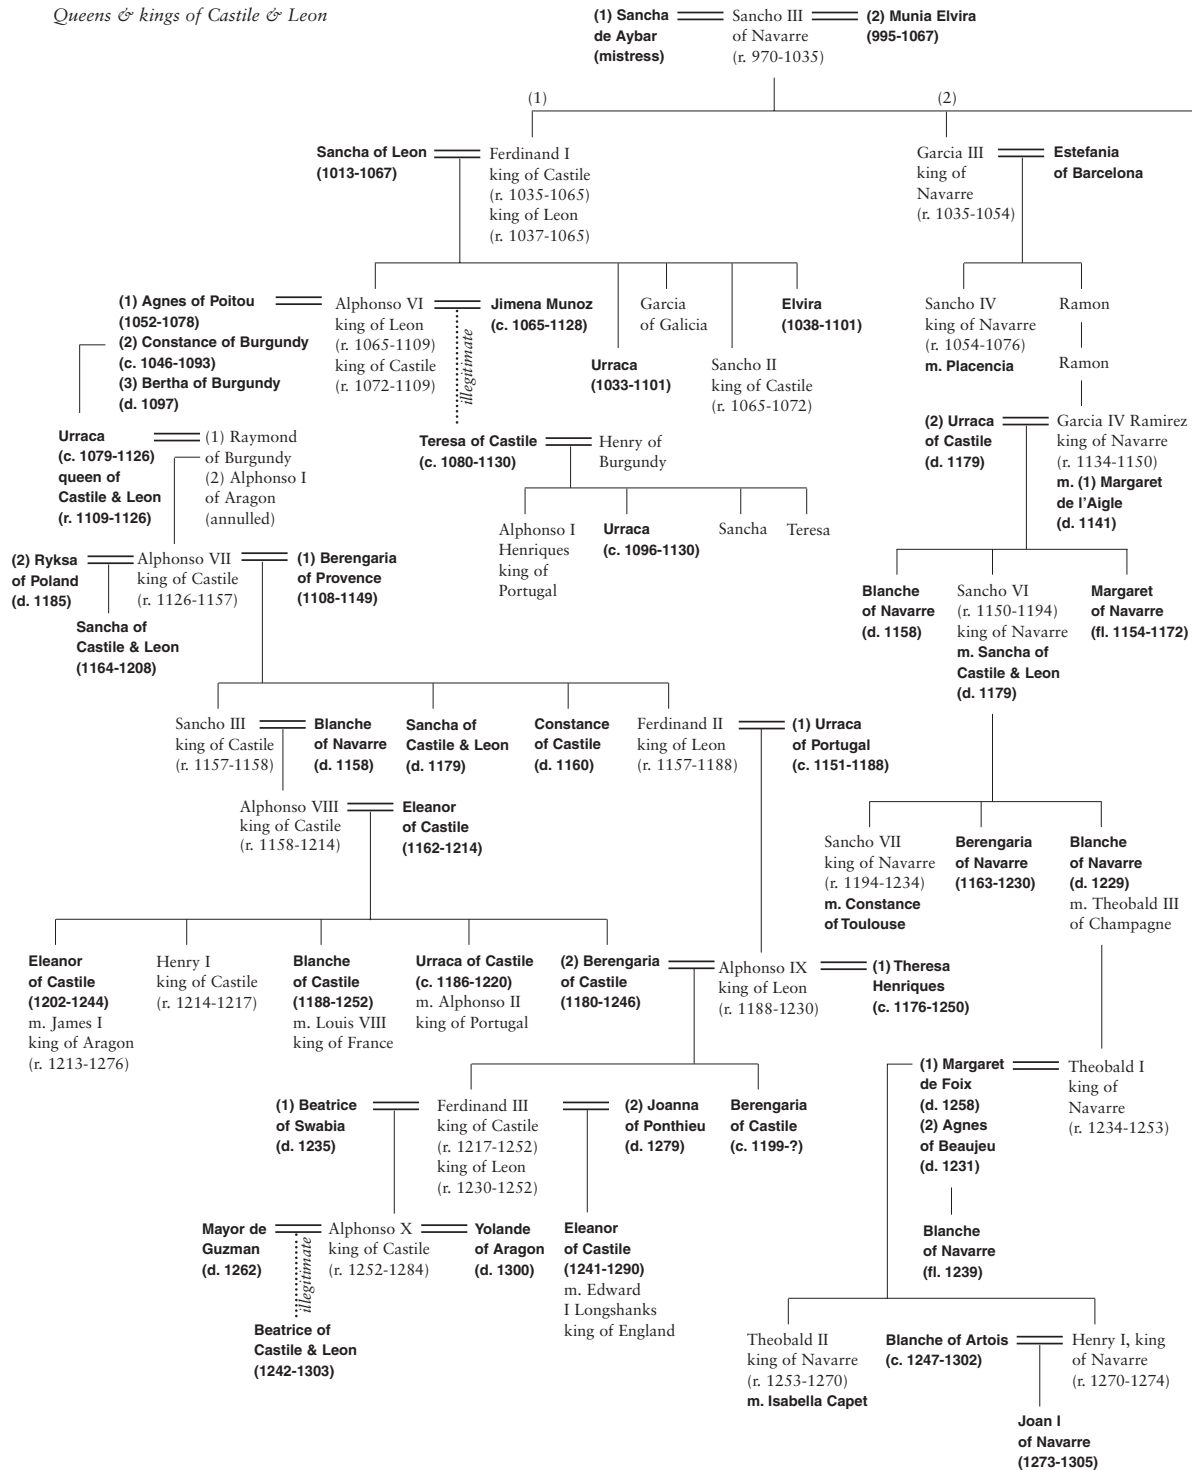 Queens & kings of Castile & Leon
(1) Sancha
de Aybar
(mistress)
Sancho III
of Navarre
(r. 970-1035)
(2) Munia Elvira
(995-1067)
(1)
(2)
Sancha of Leon
(1013-1067)
Ferdinand I
king of Castile
(r. 1035-1065)
king of Leon
(r. 1037-1065)
Garcia III
king of
Navarre
(r. 1035-1054)
Estefania
of Barcelona
(1) Agnes of Poitou
(1052-1078)
(2) Constance of Burgundy
(c. 1046-1093)
(3) Bertha of Burgundy
(d. 1097)
Alphonso VI
king of Leon
(r. 1065-1109)
king of Castile
(r. 1072-1109)
illegitimate
Jimena Munoz
(c. 1065-1128)
Urraca
(1033-1101)
Garcia
of Galicia
Sancho II
king of Castile
(r. 1065-1072)
Elvira
(1038-1101)
Sancho IV
king of Navarre
(r. 1054-1076)
m. Placencia
Ramon
Ramon
Urraca
(c. 1079-1126)
queen of
Castile & Leon
(r. 1109-1126)
(1) Raymond
of Burgundy
(2) Alphonso I
of Aragon
(annulled)
Teresa of Castile
(c. 1080-1130)
Henry of
Burgundy
(2) Urraca
of Castile
(d. 1179)
Garcia IV Ramirez
king of Navarre
(r. 1134-1150)
m. (1) Margaret
de l'Aigle
(d. 1141)
Alphonso I
Henriques
king of
Portugal
Urraca
(c. 1096-1130)
Sancha
Teresa
(2) Ryksa
of Poland
(d. 1185)
Alphonso VII
king of Castile
(r. 1126-1157)
(1) Berengaria
of Provence
(1108-1149)
Sancha of
Castile & Leon
(1164-1208)
Blanche
of Navarre
(d. 1158)
Sancho VI
(r. 1150-1194)
king of Navarre
m. Sancha of
Castile & Leon
(d. 1179)
Margaret
of Navarre
(fl. 1154-1172)
Sancho III
king of Castile
(r. 1157-1158)
Blanche
of Navarre
(d. 1158)
Sancha of
Castile & Leon
(d. 1179)
Constance
of Castile
(d. 1160)
Ferdinand II
king of Leon
(r. 1157-1188)
(1) Urraca
of Portugal
(c. 1151-1188)
Alphonso VIII
king of Castile
(r. 1158-1214)
Eleanor
of Castile
(1162-1214)
Sancho VII
king of Navarre
(r. 1194-1234)
m. Constance
of Toulouse
Berengaria
of Navarre
(1163-1230)
Blanche
of Navarre
(d. 1229)
m. Theobald III
of Champagne
Eleanor
of Castile
(1202-1244)
m. James I
king of Aragon
(r. 1213-1276)
Henry I
king of Castile
(r. 1214-1217)
Blanche
of Castile
(1188-1252)
m. Louis VIII
king of France
Urraca of Castile
(c. 1186-1220)
m. Alphonso II
king of Portugal
(2) Berengaria
of Castile
(1180-1246)
Alphonso IX
king of Leon
(r. 1188-1230)
(1) Theresa
Henriques
(c. 1176-1250)
(1) Margaret
de Foix
(d. 1258)
(2) Agnes
of Beaujeu
(d. 1231)
Theobald I
king of
Navarre
(r. 1234-1253)
(1) Beatrice
of Swabia
(d. 1235)
Ferdinand III
king of Castile
(r. 1217-1252)
king of Leon
(r. 1230-1252)
(2) Joanna
of Ponthieu
(d. 1279)
Berengaria
of Castile
(c. 1199-?)
Mayor de
Guzman
(d. 1262)
illegitimate
Alphonso X
king of Castile
(r. 1252-1284)
Yolande
of Aragon
(d. 1300)
Eleanor
of Castile
(1241-1290)
m. Edward
I Longshanks
king of England
Blanche
of Navarre
(fl. 1239)
Beatrice of
Castile & Leon
(1242-1303)
Theobald II
king of Navarre
(r. 1253-1270)
m. Isabella Capet
Blanche of Artois
(c. 1247-1302)
Henry I, king
of Navarre
(r. 1270-1274)
Joan I
of Navarre
(1273-1305)